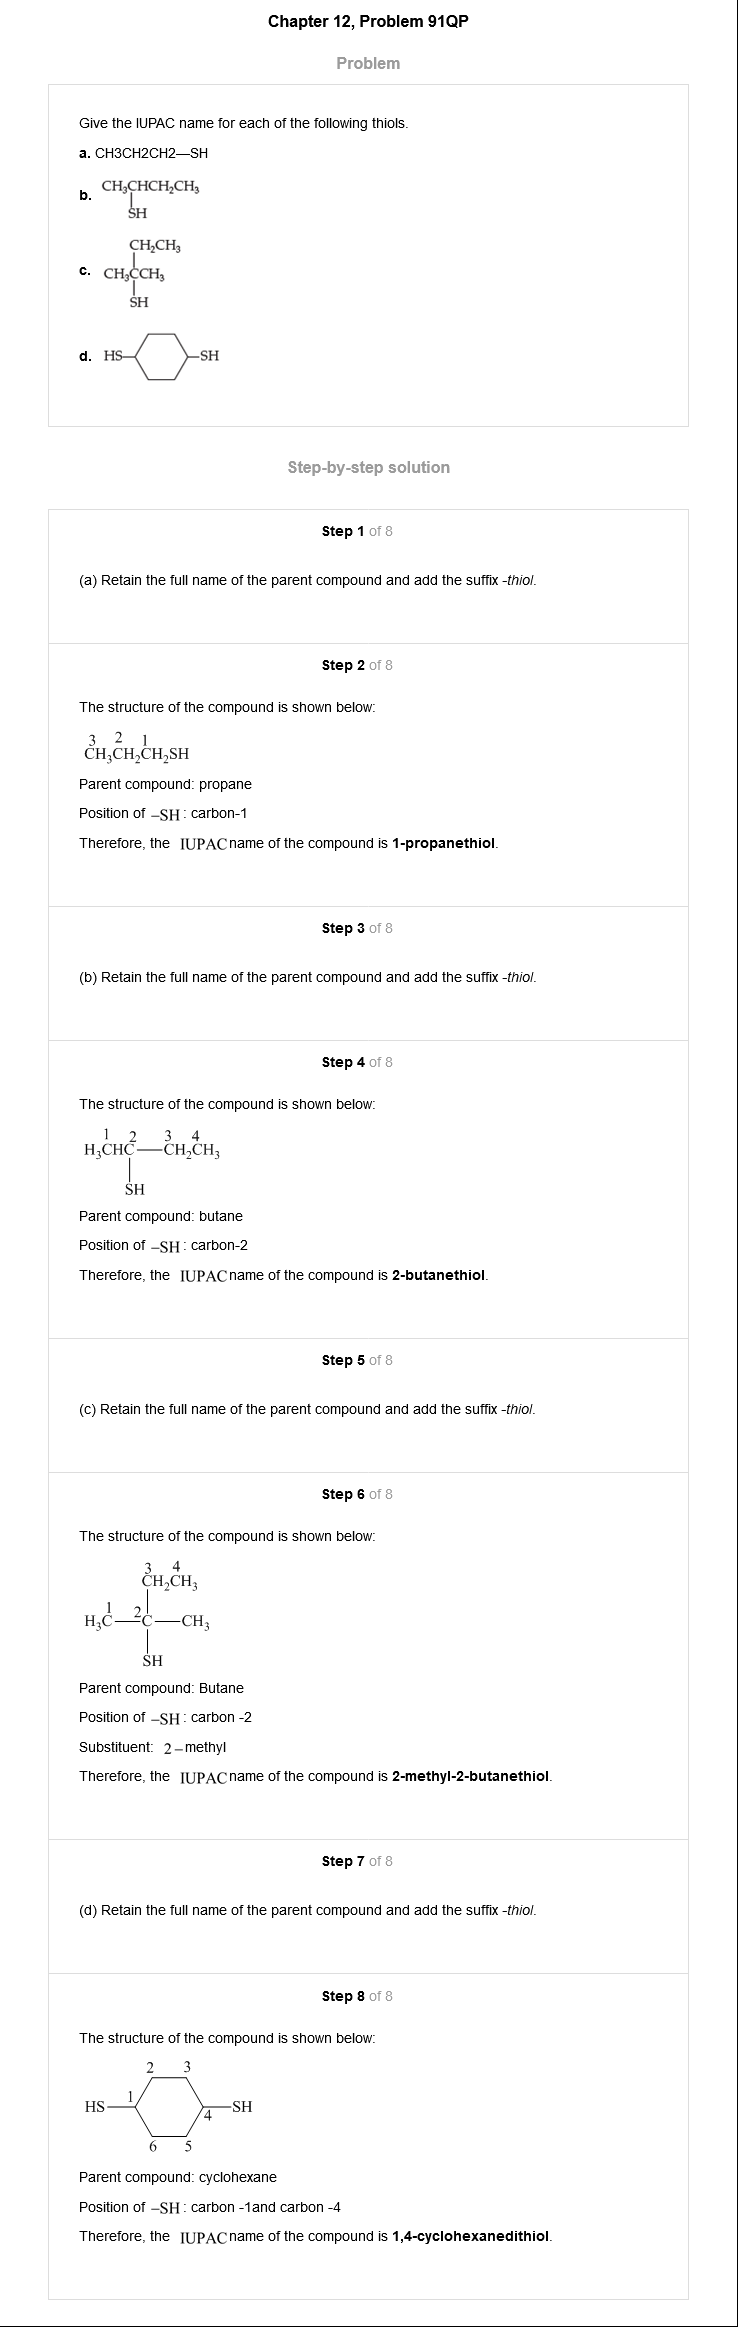 Chapter 12, Problem 91QP
Problem
Give the IUPAC name for each of the following thiols.
a. CH3CH2CH2—SH
b. CH₃CHCH₂CH₃
SH
CH₂CH₃
c. CH₃CCH₃
SH
d. HS SH
Step-by-step solution
Step 1 of 8
(a) Retain the full name of the parent compound and add the suffix -thiol.
Step 2 of 8
The structure of the compound is shown below:
3 2 1
CH₃CH₂CH₂SH
Parent compound: propane
Position of –SH : carbon-1
Therefore, the IUPAC name of the compound is 1-propanethiol.
Step 3 of 8
(b) Retain the full name of the parent compound and add the suffix -thiol.
Step 4 of 8
The structure of the compound is shown below:
1 2 3 4
H₃CHC—CH₂CH₃
SH
Parent compound: butane
Position of –SH : carbon-2
Therefore, the IUPAC name of the compound is 2-butanethiol.
Step 5 of 8
(c) Retain the full name of the parent compound and add the suffix -thiol.
Step 6 of 8
The structure of the compound is shown below:
3 4
CH₂CH₃
1 2
H₃C—C—CH₃
SH
Parent compound: Butane
Position of –SH : carbon -2
Substituent: 2–methyl
Therefore, the IUPAC name of the compound is 2-methyl-2-butanethiol.
Step 7 of 8
(d) Retain the full name of the parent compound and add the suffix -thiol.
Step 8 of 8
The structure of the compound is shown below:
2 3
HS 1 4 SH
6 5
Parent compound: cyclohexane
Position of –SH : carbon -1and carbon -4
Therefore, the IUPAC name of the compound is 1,4-cyclohexanedithiol.